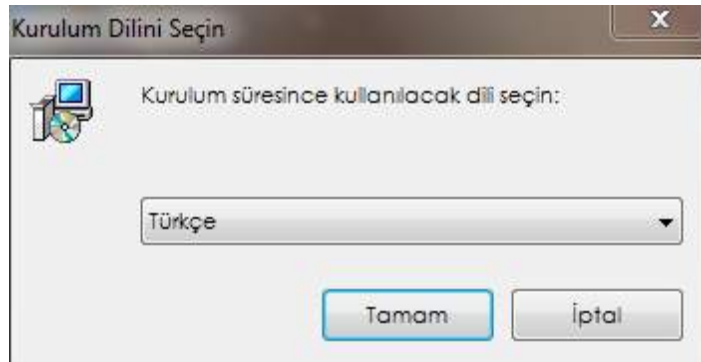 Kurulum Dilini Seçin
Kurulum süresince kullanılacak dili seçin:
Türkçe
Tamam
İptal